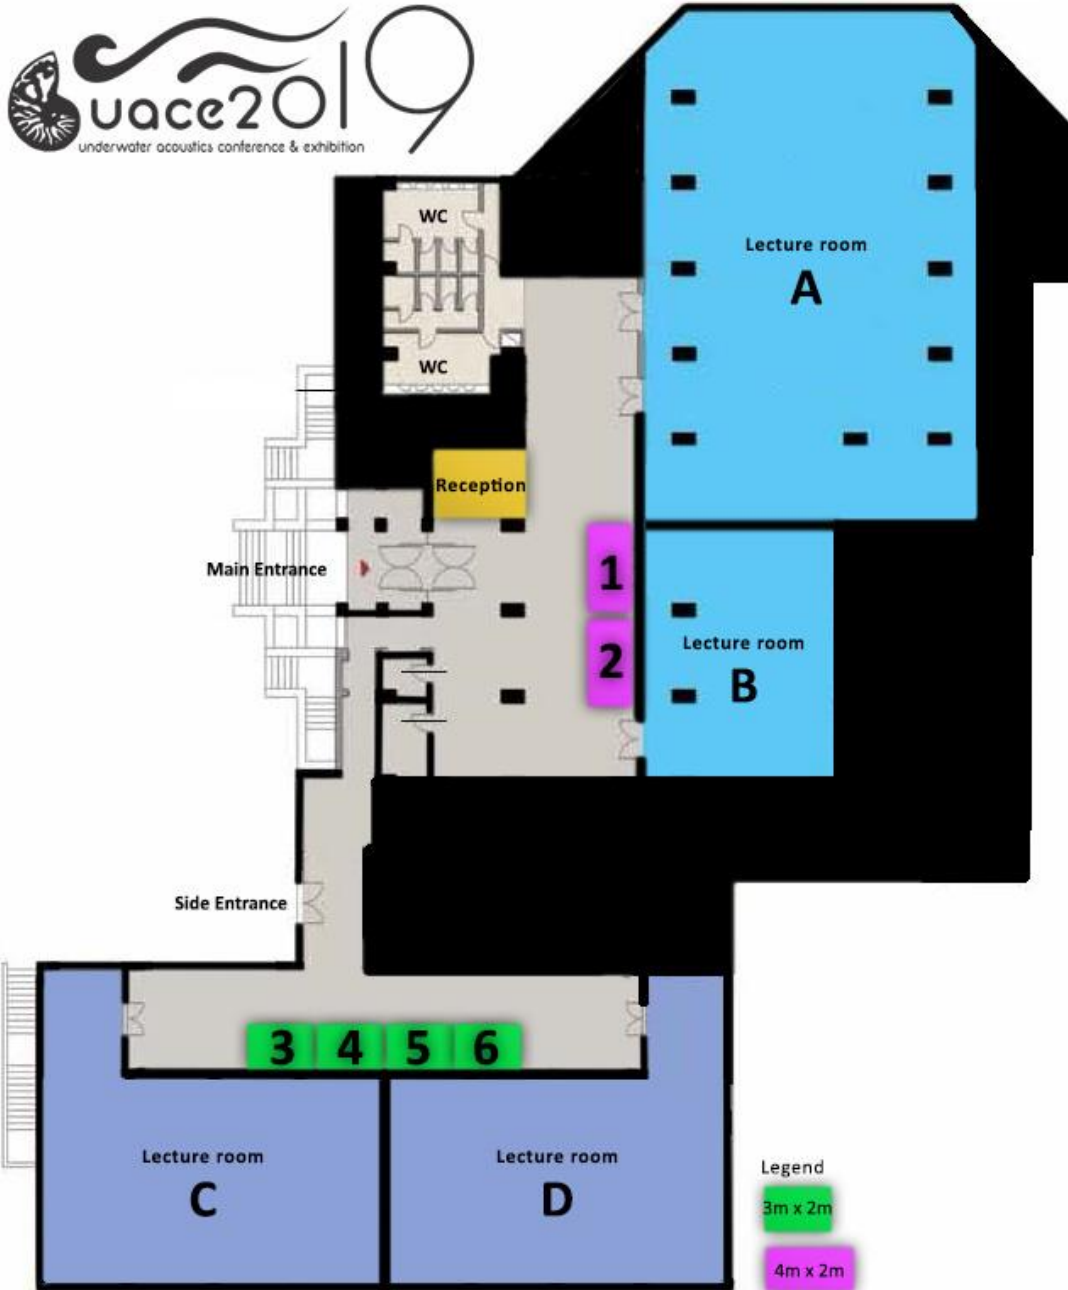 uace2019
underwater acoustics conference & exhibition
WC
Lecture room
A
WC
Reception
Main Entrance
1
2
Lecture room
B
Side Entrance
3 4 5 6
Lecture room
C
Lecture room
D
Legend
3m x 2m
4m x 2m